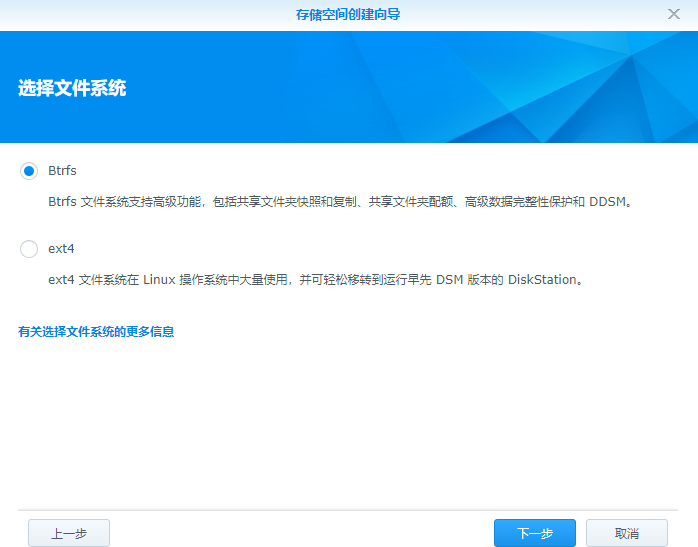 存储空间创建向导
选择文件系统
Btrfs
Btrfs 文件系统支持高级功能，包括共享文件夹快照和复制、共享文件夹配额、高级数据完整性保护和 DDSM。
ext4
ext4 文件系统在 Linux 操作系统中大量使用，并可轻松移转到运行早先 DSM 版本的 DiskStation。
有关选择文件系统的更多信息
上一步
下一步
取消